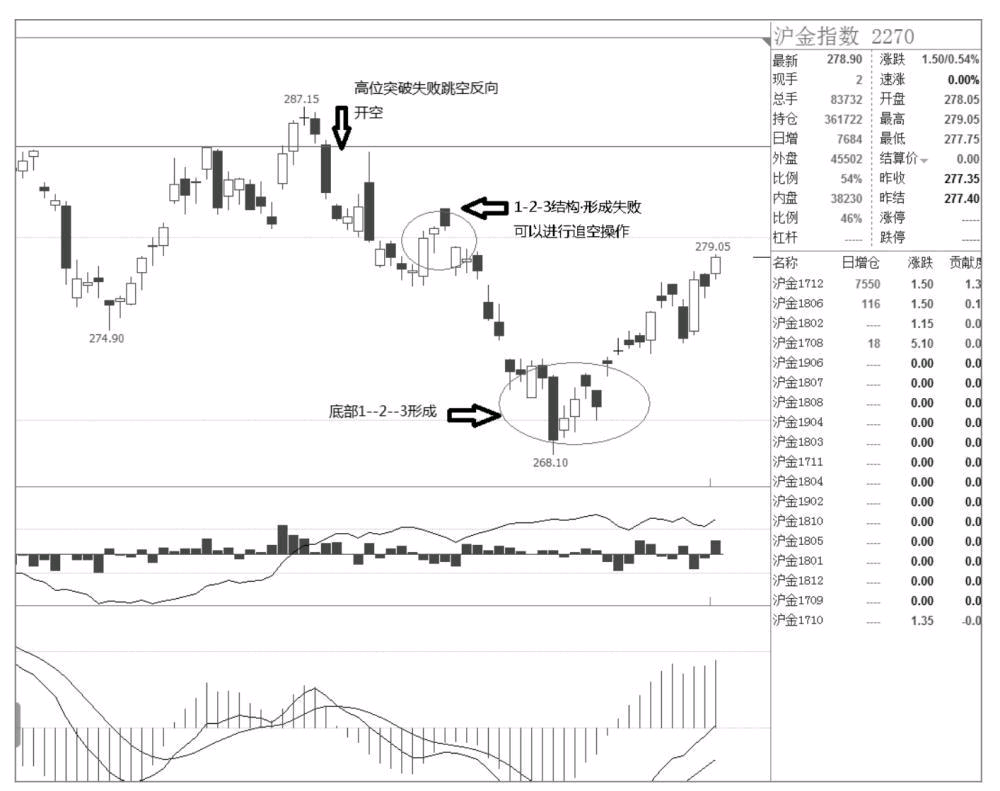 沪金指数 2270
287.15
高位突破失败跳空反向
开空
1-2-3结构·形成失败
可以进行追空操作
279.05
274.90
底部1--2--3形成
268.10
最新 278.90 涨跌 1.50/0.54%
现手 2 速涨 0.00%
总手 83732 开盘 278.05
持仓 361722 最高 279.05
日增 7684 最低 277.75
外盘 45502 结算价 0.00
比例 54% 昨收 277.35
内盘 38230 昨结 277.40
比例 46% 涨停 -----
杠杆 ----- 跌停 -----
名称 日增仓 涨跌 贡献度
沪金1712 7550 1.50 1.3
沪金1806 116 1.50 0.1
沪金1802 ---- 1.15 0.0
沪金1708 18 5.10 0.0
沪金1906 ---- 0.00 0.0
沪金1807 ---- 0.00 0.0
沪金1808 ---- 0.00 0.0
沪金1904 ---- 0.00 0.0
沪金1803 ---- 0.00 0.0
沪金1711 ---- 0.00 0.0
沪金1804 ---- 0.00 0.0
沪金1902 ---- 0.00 0.0
沪金1810 ---- 0.00 0.0
沪金1805 ---- 0.00 0.0
沪金1801 ---- 0.00 0.0
沪金1812 ---- 0.00 0.0
沪金1709 ---- 0.00 0.0
沪金1710 ---- 1.35 -0.0